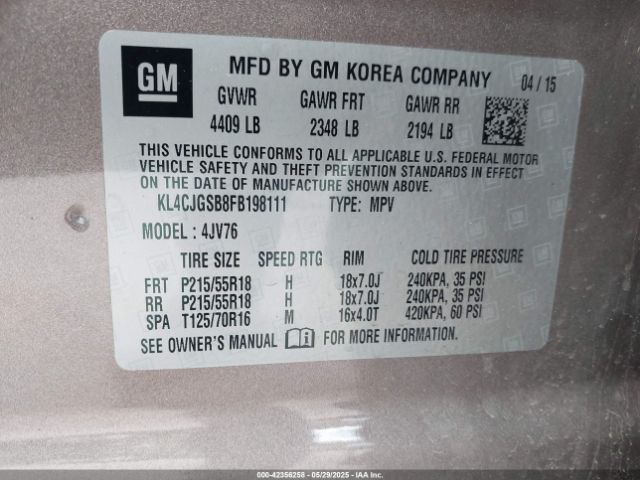 GM
MFD BY GM KOREA COMPANY 04 / 15
GVWR GAWR FRT GAWR RR
4409 LB 2348 LB 2194 LB
THIS VEHICLE CONFORMS TO ALL APPLICABLE U.S. FEDERAL MOTOR
VEHICLE SAFETY AND THEFT PREVENTION STANDARDS IN EFFECT
ON THE DATE OF MANUFACTURE SHOWN ABOVE.
KL4CJGSB8FB198111 TYPE: MPV
MODEL : 4JV76
TIRE SIZE SPEED RTG RIM COLD TIRE PRESSURE
FRT P215/55R18 H 18x7.0J 240KPA, 35 PSI
RR P215/55R18 H 18x7.0J 240KPA, 35 PSI
SPA T125/70R16 M 16x4.0T 420KPA, 60 PSI
SEE OWNER'S MANUAL FOR MORE INFORMATION
000-42356258 - 05/29/2025 - IAA, Inc.